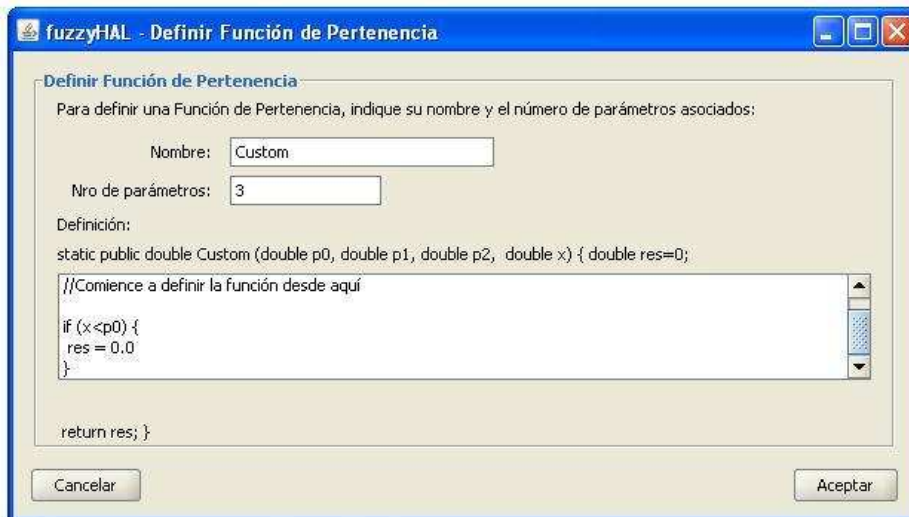 fuzzyHAL - Definir Función de Pertenencia
Definir Función de Pertenencia
Para definir una Función de Pertenencia, indique su nombre y el número de parámetros asociados:
Nombre: Custom
Nro de parámetros: 3
Definición:
static public double Custom (double p0, double p1, double p2, double x) { double res=0;
//Comience a definir la función desde aquí
if (x<p0) {
res = 0.0
}
return res; }
Cancelar Aceptar